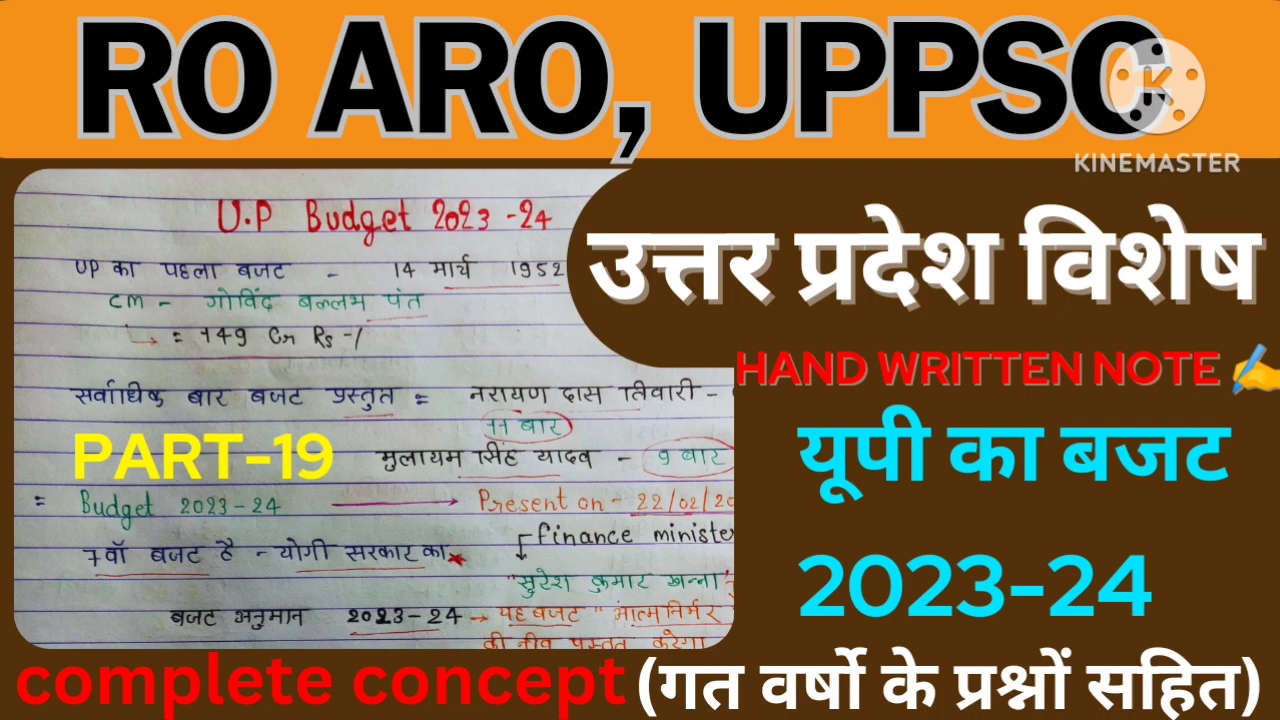 RO ARO, UPPSC
KINEMASTER
U.P Budget 2023-24
UP का पहला बजट - 14 मार्च 1952
CM - गोविंद बल्लभ पंत
= 149 Cr Rs -/
सर्वाधिक बार बजट प्रस्तुत = नरायण दास तिवारी -
11 बार
मुलायम सिंह यादव - 9 बार
= Budget 2023-24 → Present on - 22/02/20
finance ministe
7वाँ बजट है - योगी सरकार का
"सुरेश कुमार खन्ना"
बजट अनुमान 2023-24 → यह बजट "आत्मनिर्भर
की नीव प्रस्तुत करेगा
PART-19
उत्तर प्रदेश विशेष
HAND WRITTEN NOTE ✍
यूपी का बजट
2023-24
complete concept (गत वर्षो के प्रश्नों सहित)